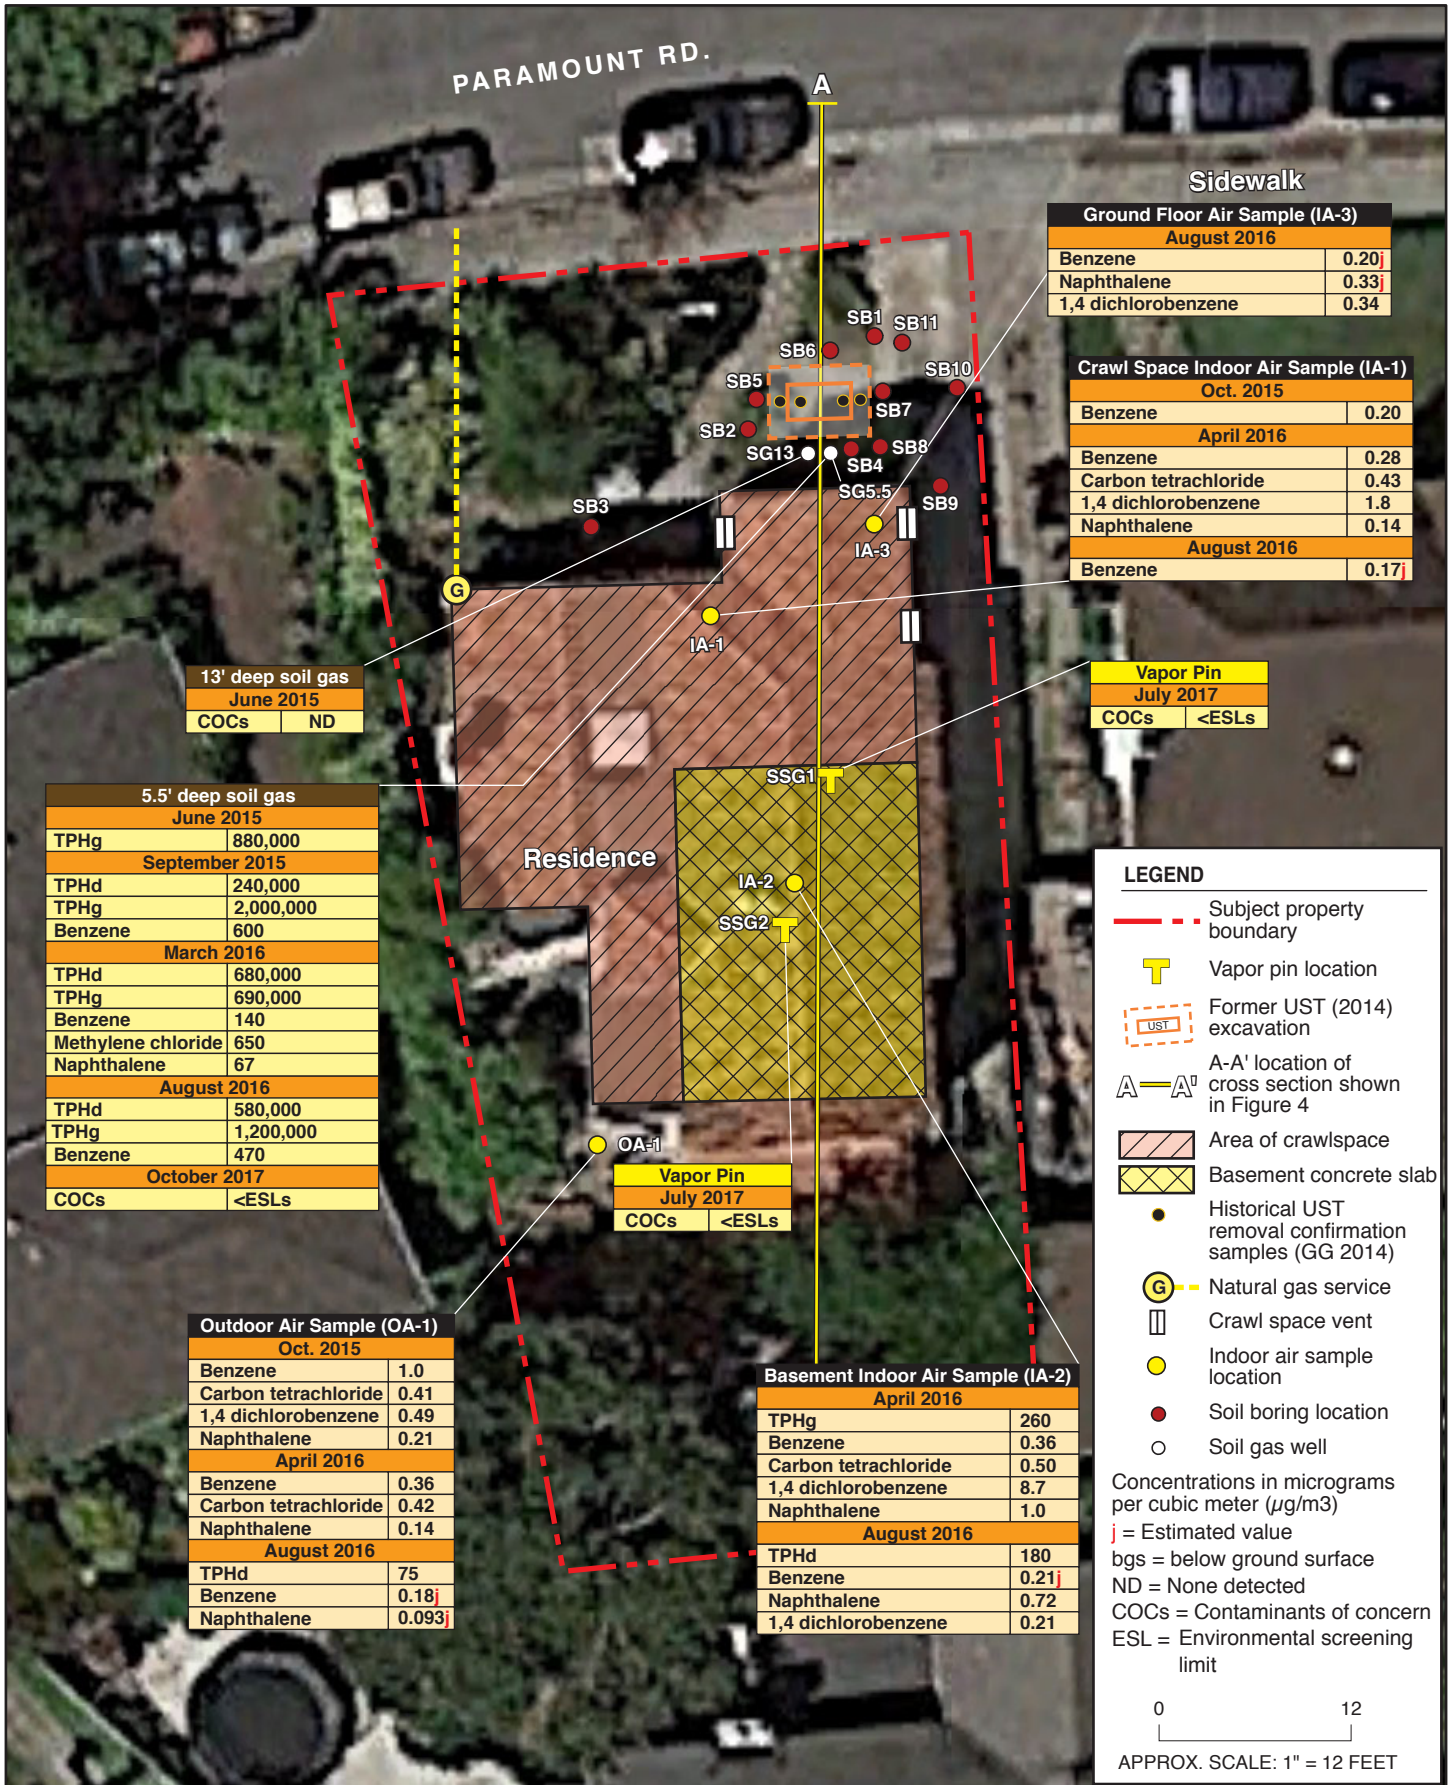 PARAMOUNT RD.
A
Sidewalk
Ground Floor Air Sample (IA-3)
August 2016
Benzene 0.20j
Naphthalene 0.33j
1,4 dichlorobenzene 0.34
SB1
SB11
SB6
SB10
SB5
SB7
SB2
SB8
SG13
SB4
SG5.5
SB9
SB3
IA-3
Crawl Space Indoor Air Sample (IA-1)
Oct. 2015
Benzene 0.20
April 2016
Benzene 0.28
Carbon tetrachloride 0.43
1,4 dichlorobenzene 1.8
Naphthalene 0.14
August 2016
Benzene 0.17j
G
IA-1
13' deep soil gas
June 2015
COCs ND
Vapor Pin
July 2017
COCs <ESLs
SSG1
5.5' deep soil gas
June 2015
TPHg 880,000
September 2015
TPHd 240,000
TPHg 2,000,000
Benzene 600
March 2016
TPHd 680,000
TPHg 690,000
Benzene 140
Methylene chloride 650
Naphthalene 67
August 2016
TPHd 580,000
TPHg 1,200,000
Benzene 470
October 2017
COCs <ESLs
Residence
IA-2
SSG2
OA-1
Vapor Pin
July 2017
COCs <ESLs
Outdoor Air Sample (OA-1)
Oct. 2015
Benzene 1.0
Carbon tetrachloride 0.41
1,4 dichlorobenzene 0.49
Naphthalene 0.21
April 2016
Benzene 0.36
Carbon tetrachloride 0.42
Naphthalene 0.14
August 2016
TPHd 75
Benzene 0.18j
Naphthalene 0.093j
Basement Indoor Air Sample (IA-2)
April 2016
TPHg 260
Benzene 0.36
Carbon tetrachloride 0.50
1,4 dichlorobenzene 8.7
Naphthalene 1.0
August 2016
TPHd 180
Benzene 0.21j
Naphthalene 0.72
1,4 dichlorobenzene 0.21
LEGEND
Subject property
boundary
Vapor pin location
UST
Former UST (2014)
excavation
A A'
A-A' location of
cross section shown
in Figure 4
Area of crawlspace
Basement concrete slab
Historical UST
removal confirmation
samples (GG 2014)
G Natural gas service
Crawl space vent
Indoor air sample
location
Soil boring location
Soil gas well
Concentrations in micrograms
per cubic meter (µg/m3)
j = Estimated value
bgs = below ground surface
ND = None detected
COCs = Contaminants of concern
ESL = Environmental screening
limit
0 12
APPROX. SCALE: 1" = 12 FEET